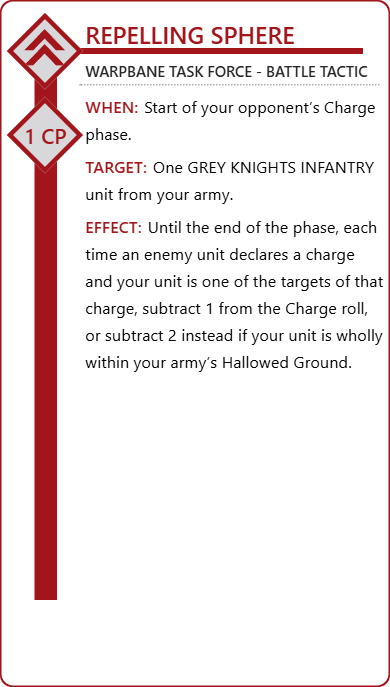 REPELLING SPHERE
WARPBANE TASK FORCE - BATTLE TACTIC
1 CP
WHEN: Start of your opponent’s Charge
phase.
TARGET: One GREY KNIGHTS INFANTRY
unit from your army.
EFFECT: Until the end of the phase, each
time an enemy unit declares a charge
and your unit is one of the targets of that
charge, subtract 1 from the Charge roll,
or subtract 2 instead if your unit is wholly
within your army’s Hallowed Ground.